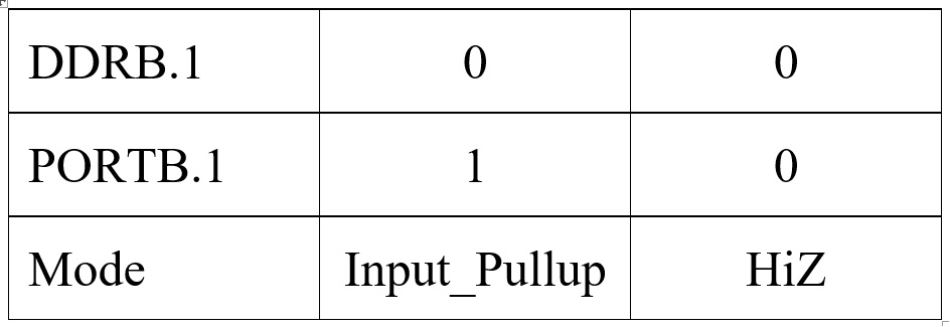 DDRB.1 0 0
PORTB.1 1 0
Mode Input_Pullup HiZ